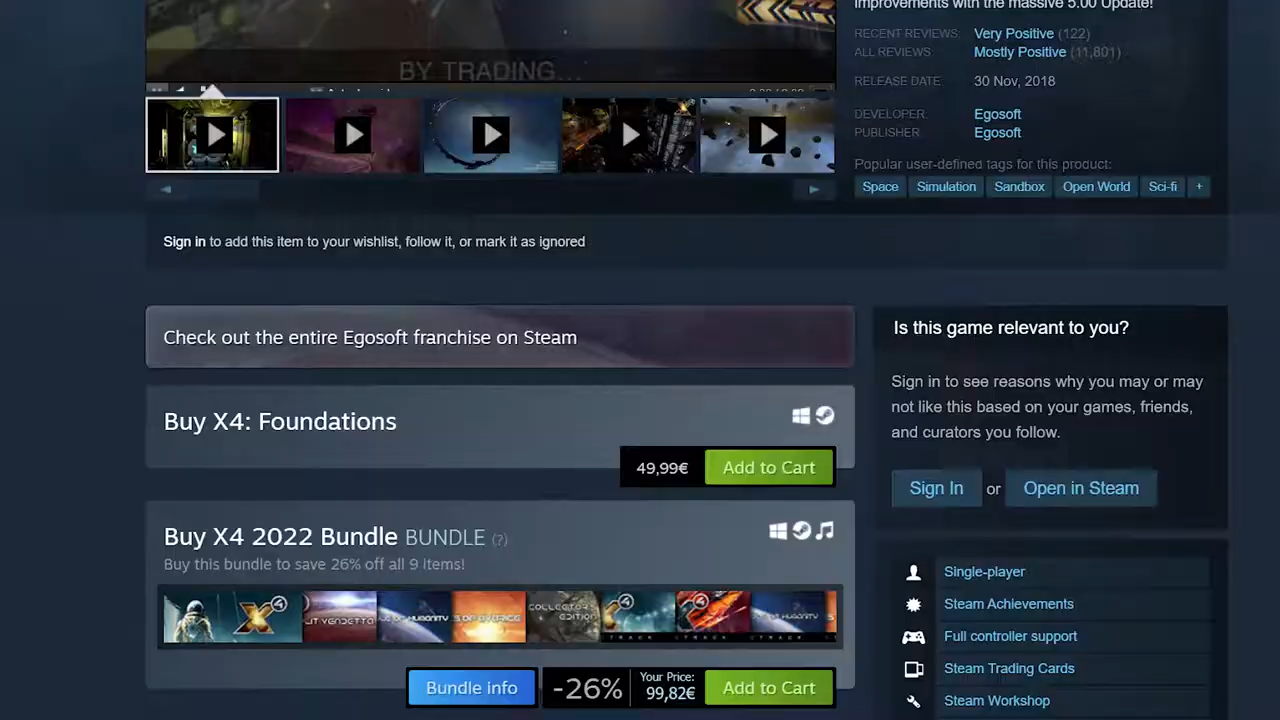 improvements with the massive 5.00 Update!
BY TRADING...
RECENT REVIEWS: Very Positive (122)
ALL REVIEWS: Mostly Positive (11,801)
RELEASE DATE: 30 Nov, 2018
DEVELOPER: Egosoft
PUBLISHER: Egosoft
Popular user-defined tags for this product:
Space Simulation Sandbox Open World Sci-fi +
Sign in to add this item to your wishlist, follow it, or mark it as ignored
Check out the entire Egosoft franchise on Steam
Buy X4: Foundations
49,99€ Add to Cart
Buy X4 2022 Bundle BUNDLE (?)
Buy this bundle to save 26% off all 9 items!
X4
COLLECTOR'S
EDITION
Bundle info -26% Your Price:
99,82€ Add to Cart
Is this game relevant to you?
Sign in to see reasons why you may or may
not like this based on your games, friends,
and curators you follow.
Sign In or Open in Steam
Single-player
Steam Achievements
Full controller support
Steam Trading Cards
Steam Workshop